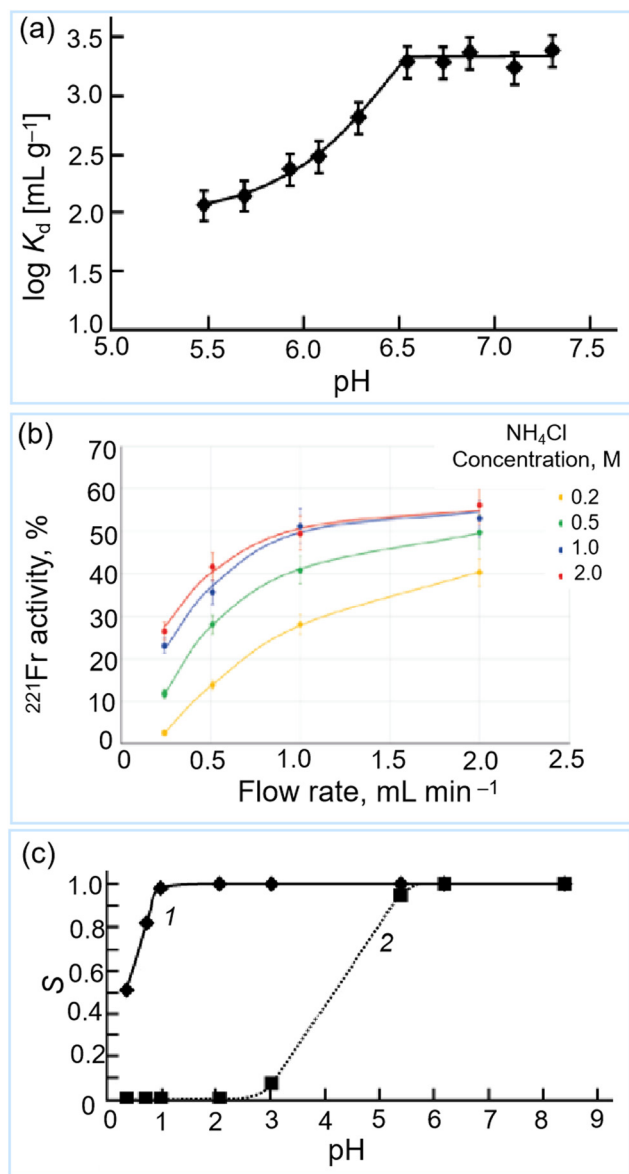 (a)
3.5
3.0
2.5
2.0
1.5
1.0
log Kd [mL g⁻¹]
5.0 5.5 6.0 6.5 7.0 7.5
pH
(b)
NH₄Cl
Concentration, M
0.2
0.5
1.0
2.0
70
60
50
40
30
20
10
0
²²¹Fr activity, %
0 0.5 1.0 1.5 2.0 2.5
Flow rate, mL min ⁻¹
(c)
1.0
0.8
0.6
0.4
0.2
0
S
1
2
1 2 3 4 5 6 7 8 9
pH